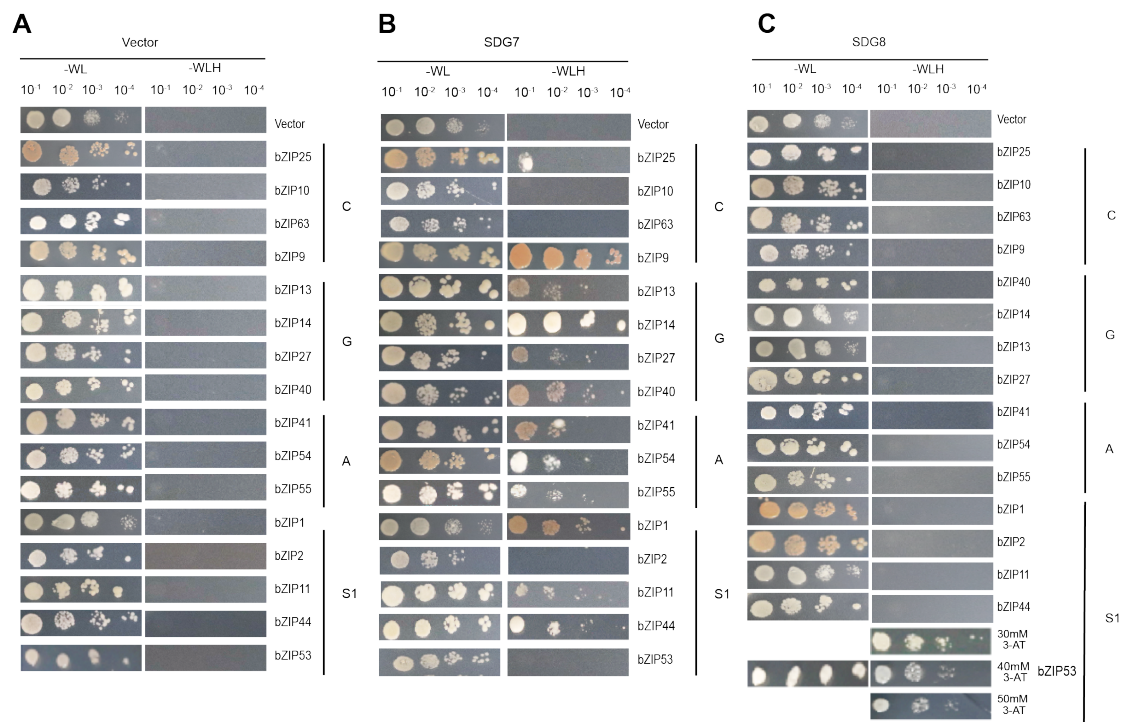 A
Vector
-WL -WLH
10-1 10-2 10-3 10-4 10-1 10-2 10-3 10-4
Vector
bZIP25
bZIP10
bZIP63
bZIP9
C
bZIP13
bZIP14
bZIP27
bZIP40
G
bZIP41
bZIP54
bZIP55
A
bZIP1
bZIP2
bZIP11
bZIP44
bZIP53
S1
B
SDG7
-WL -WLH
10-1 10-2 10-3 10-4 10-1 10-2 10-3 10-4
Vector
bZIP25
bZIP10
bZIP63
bZIP9
C
bZIP13
bZIP14
bZIP27
bZIP40
G
bZIP41
bZIP54
bZIP55
A
bZIP1
bZIP2
bZIP11
bZIP44
bZIP53
S1
C
SDG8
-WL -WLH
10-1 10-2 10-3 10-4 10-1 10-2 10-3 10-4
Vector
bZIP25
bZIP10
bZIP63
bZIP9
C
bZIP40
bZIP14
bZIP13
bZIP27
G
bZIP41
bZIP54
bZIP55
A
bZIP1
bZIP2
bZIP11
bZIP44
S1
30mM
3-AT
40mM
3-AT
bZIP53
50mM
3-AT